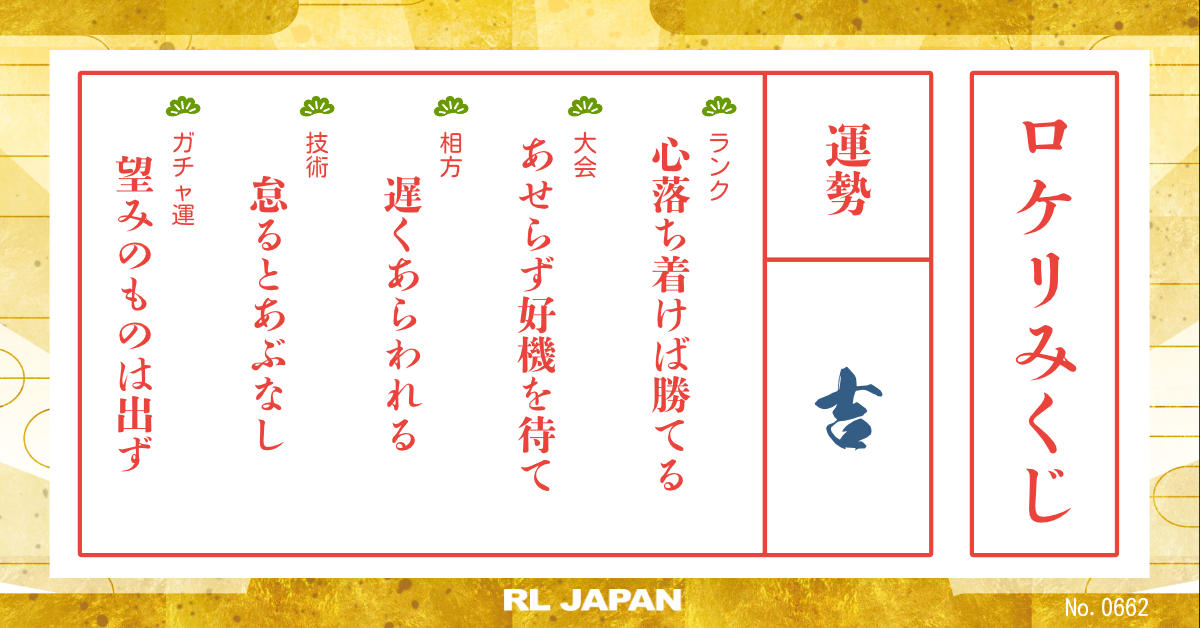 ロケリみくじ
運勢
吉
ランク
心落ち着けば勝てる
大会
あせらず好機を待て
相方
遅くあらわれる
技術
怠るとあぶなし
ガチャ運
望みのものは出ず
RL JAPAN
No.0662